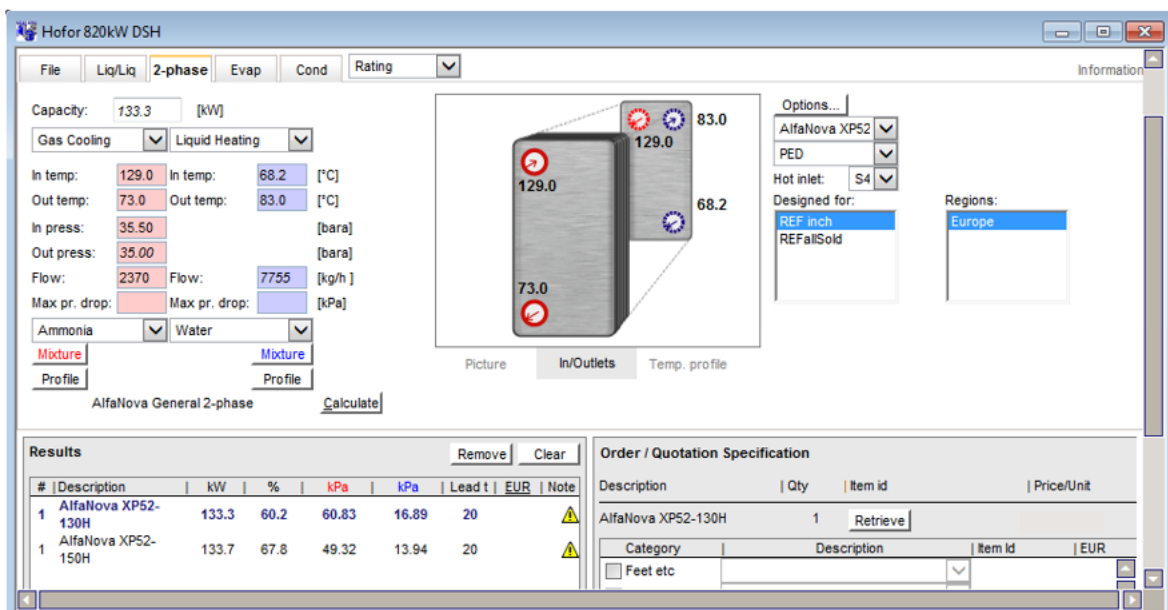 Hofor 820kW DSH
File Liq/Liq 2-phase Evap Cond Rating Information
Capacity: 133.3 [kW]
Gas Cooling Liquid Heating
In temp: 129.0 In temp: 68.2 [°C]
Out temp: 73.0 Out temp: 83.0 [°C]
In press: 35.50 [bara]
Out press: 35.00 [bara]
Flow: 2370 Flow: 7755 [kg/h ]
Max pr. drop: Max pr. drop: [kPa]
Ammonia Water
Mixture Mixture
Profile Profile
AlfaNova General 2-phase Calculate
83.0
129.0
129.0
68.2
73.0
Picture In/Outlets Temp. profile
Options...
AlfaNova XP52
PED
Hot inlet: S4
Designed for: Regions:
REF inch Europe
REFallSold
Results Remove Clear
# |Description | kW | % | kPa | kPa | Lead t | EUR | Note
1 AlfaNova XP52-130H 133.3 60.2 60.83 16.89 20
1 AlfaNova XP52-150H 133.7 67.8 49.32 13.94 20
Order / Quotation Specification
Description | Qty | Item id | Price/Unit
AlfaNova XP52-130H 1 Retrieve
Category | Description | Item Id | EUR
Feet etc